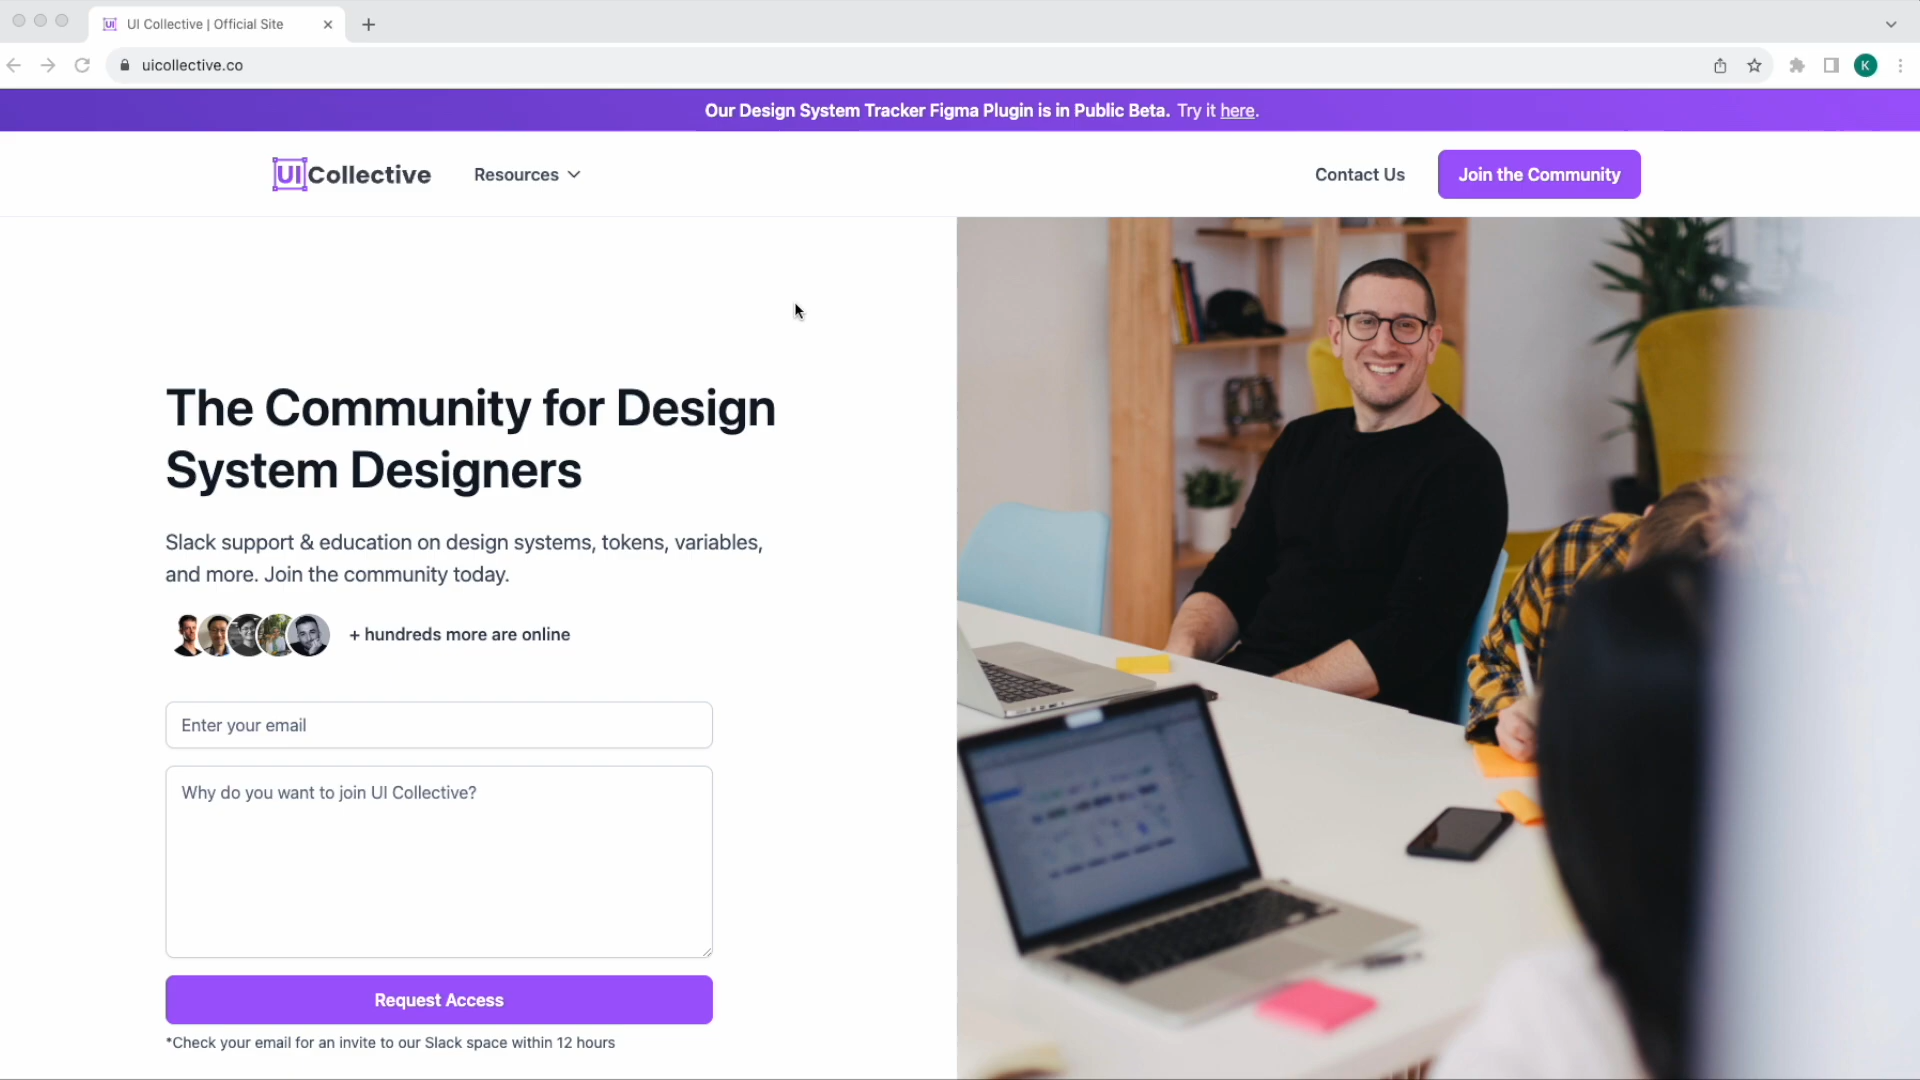 UI Collective | Official Site
uicollective.co
K
Our Design System Tracker Figma Plugin is in Public Beta. Try it here.
UICollective
Resources
Contact Us
Join the Community
The Community for Design
System Designers
Slack support & education on design systems, tokens, variables,
and more. Join the community today.
+ hundreds more are online
Enter your email
Why do you want to join UI Collective?
Request Access
*Check your email for an invite to our Slack space within 12 hours